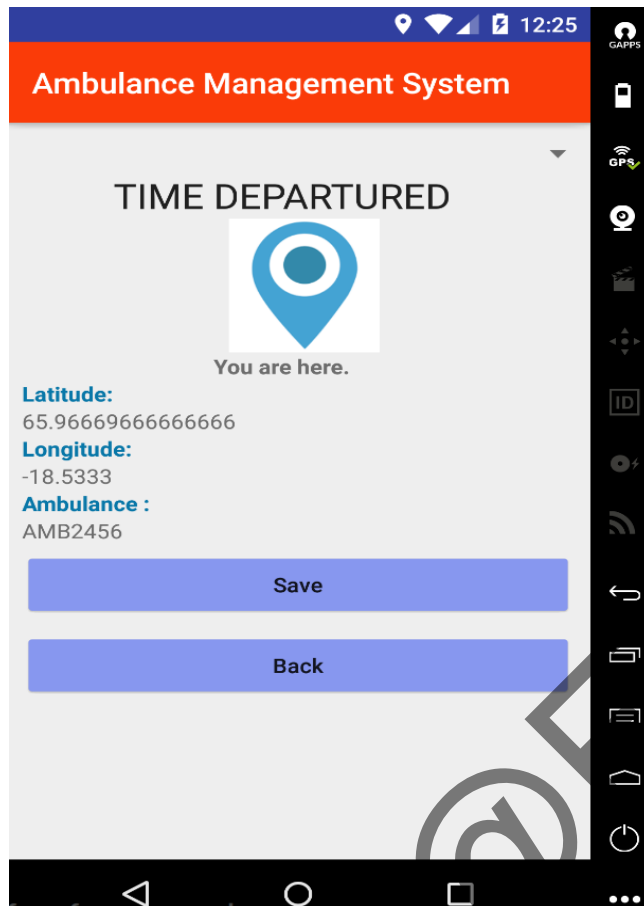 12:25
GAPPS
Ambulance Management System
GPS
TIME DEPARTURED
You are here.
Latitude:
65.96669666666666
Longitude:
-18.5333
ID
Ambulance :
AMB2456
Save
Back
@